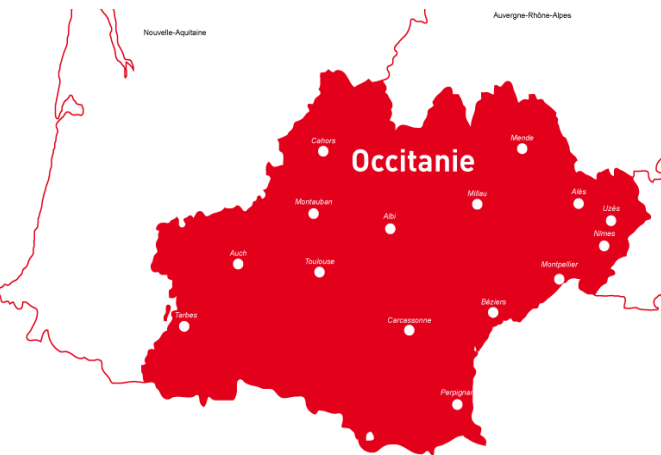 Auvergne-Rhône-Alpes
Nouvelle-Aquitaine
Cahors
Mende
Occitanie
Montauban
Millau
Alès
Albi
Uzès
Nîmes
Auch
Toulouse
Montpellier
Tarbes
Carcassonne
Béziers
Perpignan